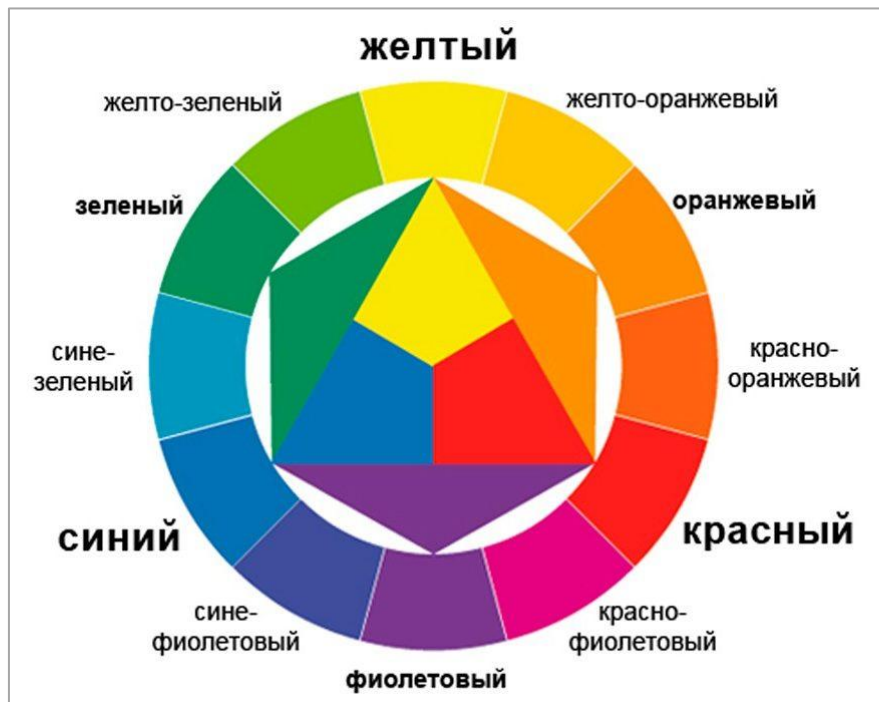 желтый
желто-зеленый
желто-оранжевый
зеленый
оранжевый
сине-
зеленый
красно-
оранжевый
синий
красный
сине-
фиолетовый
красно-
фиолетовый
фиолетовый